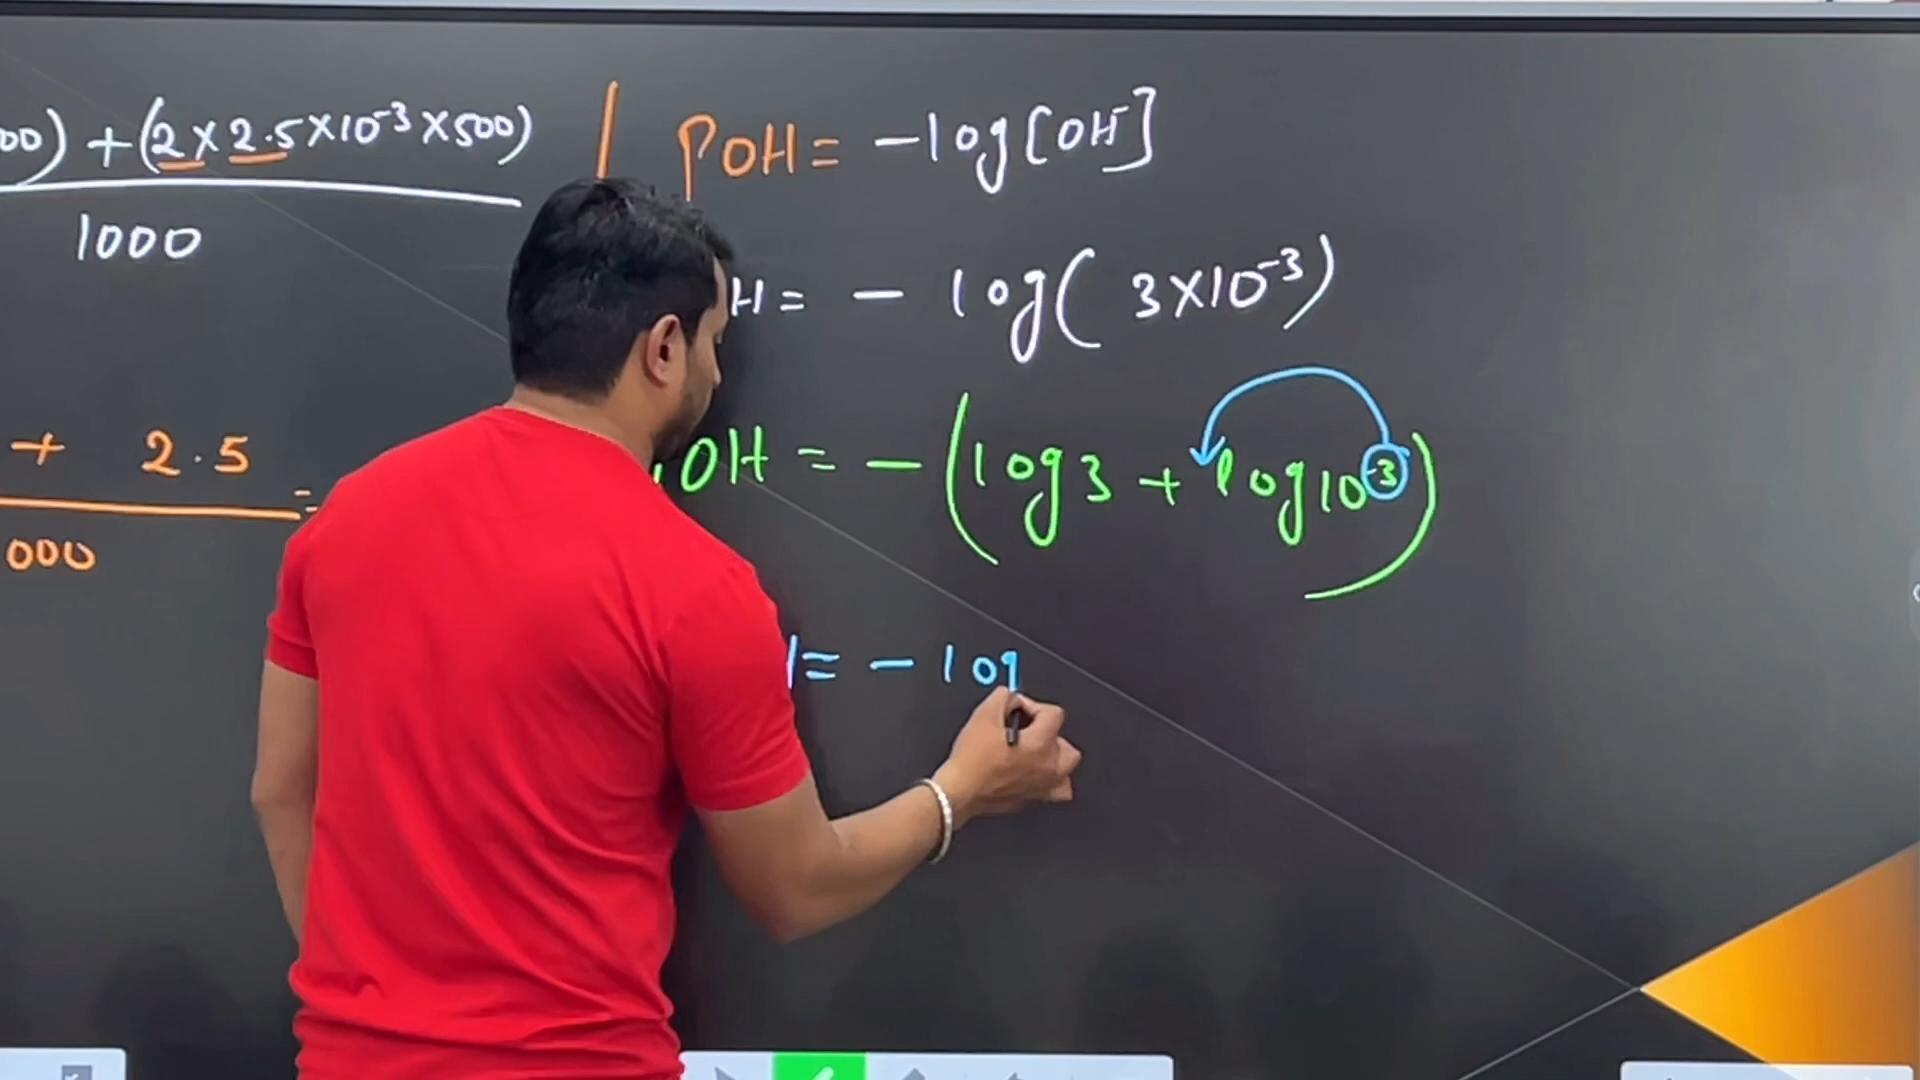 00) + (2 × 2.5 × 10⁻³ × 500)
1000
+ 2.5 =
000
POH = -log[OH⁻]
H = - log( 3×10⁻³)
OH = - (log3 + log10⁻³)
= - log